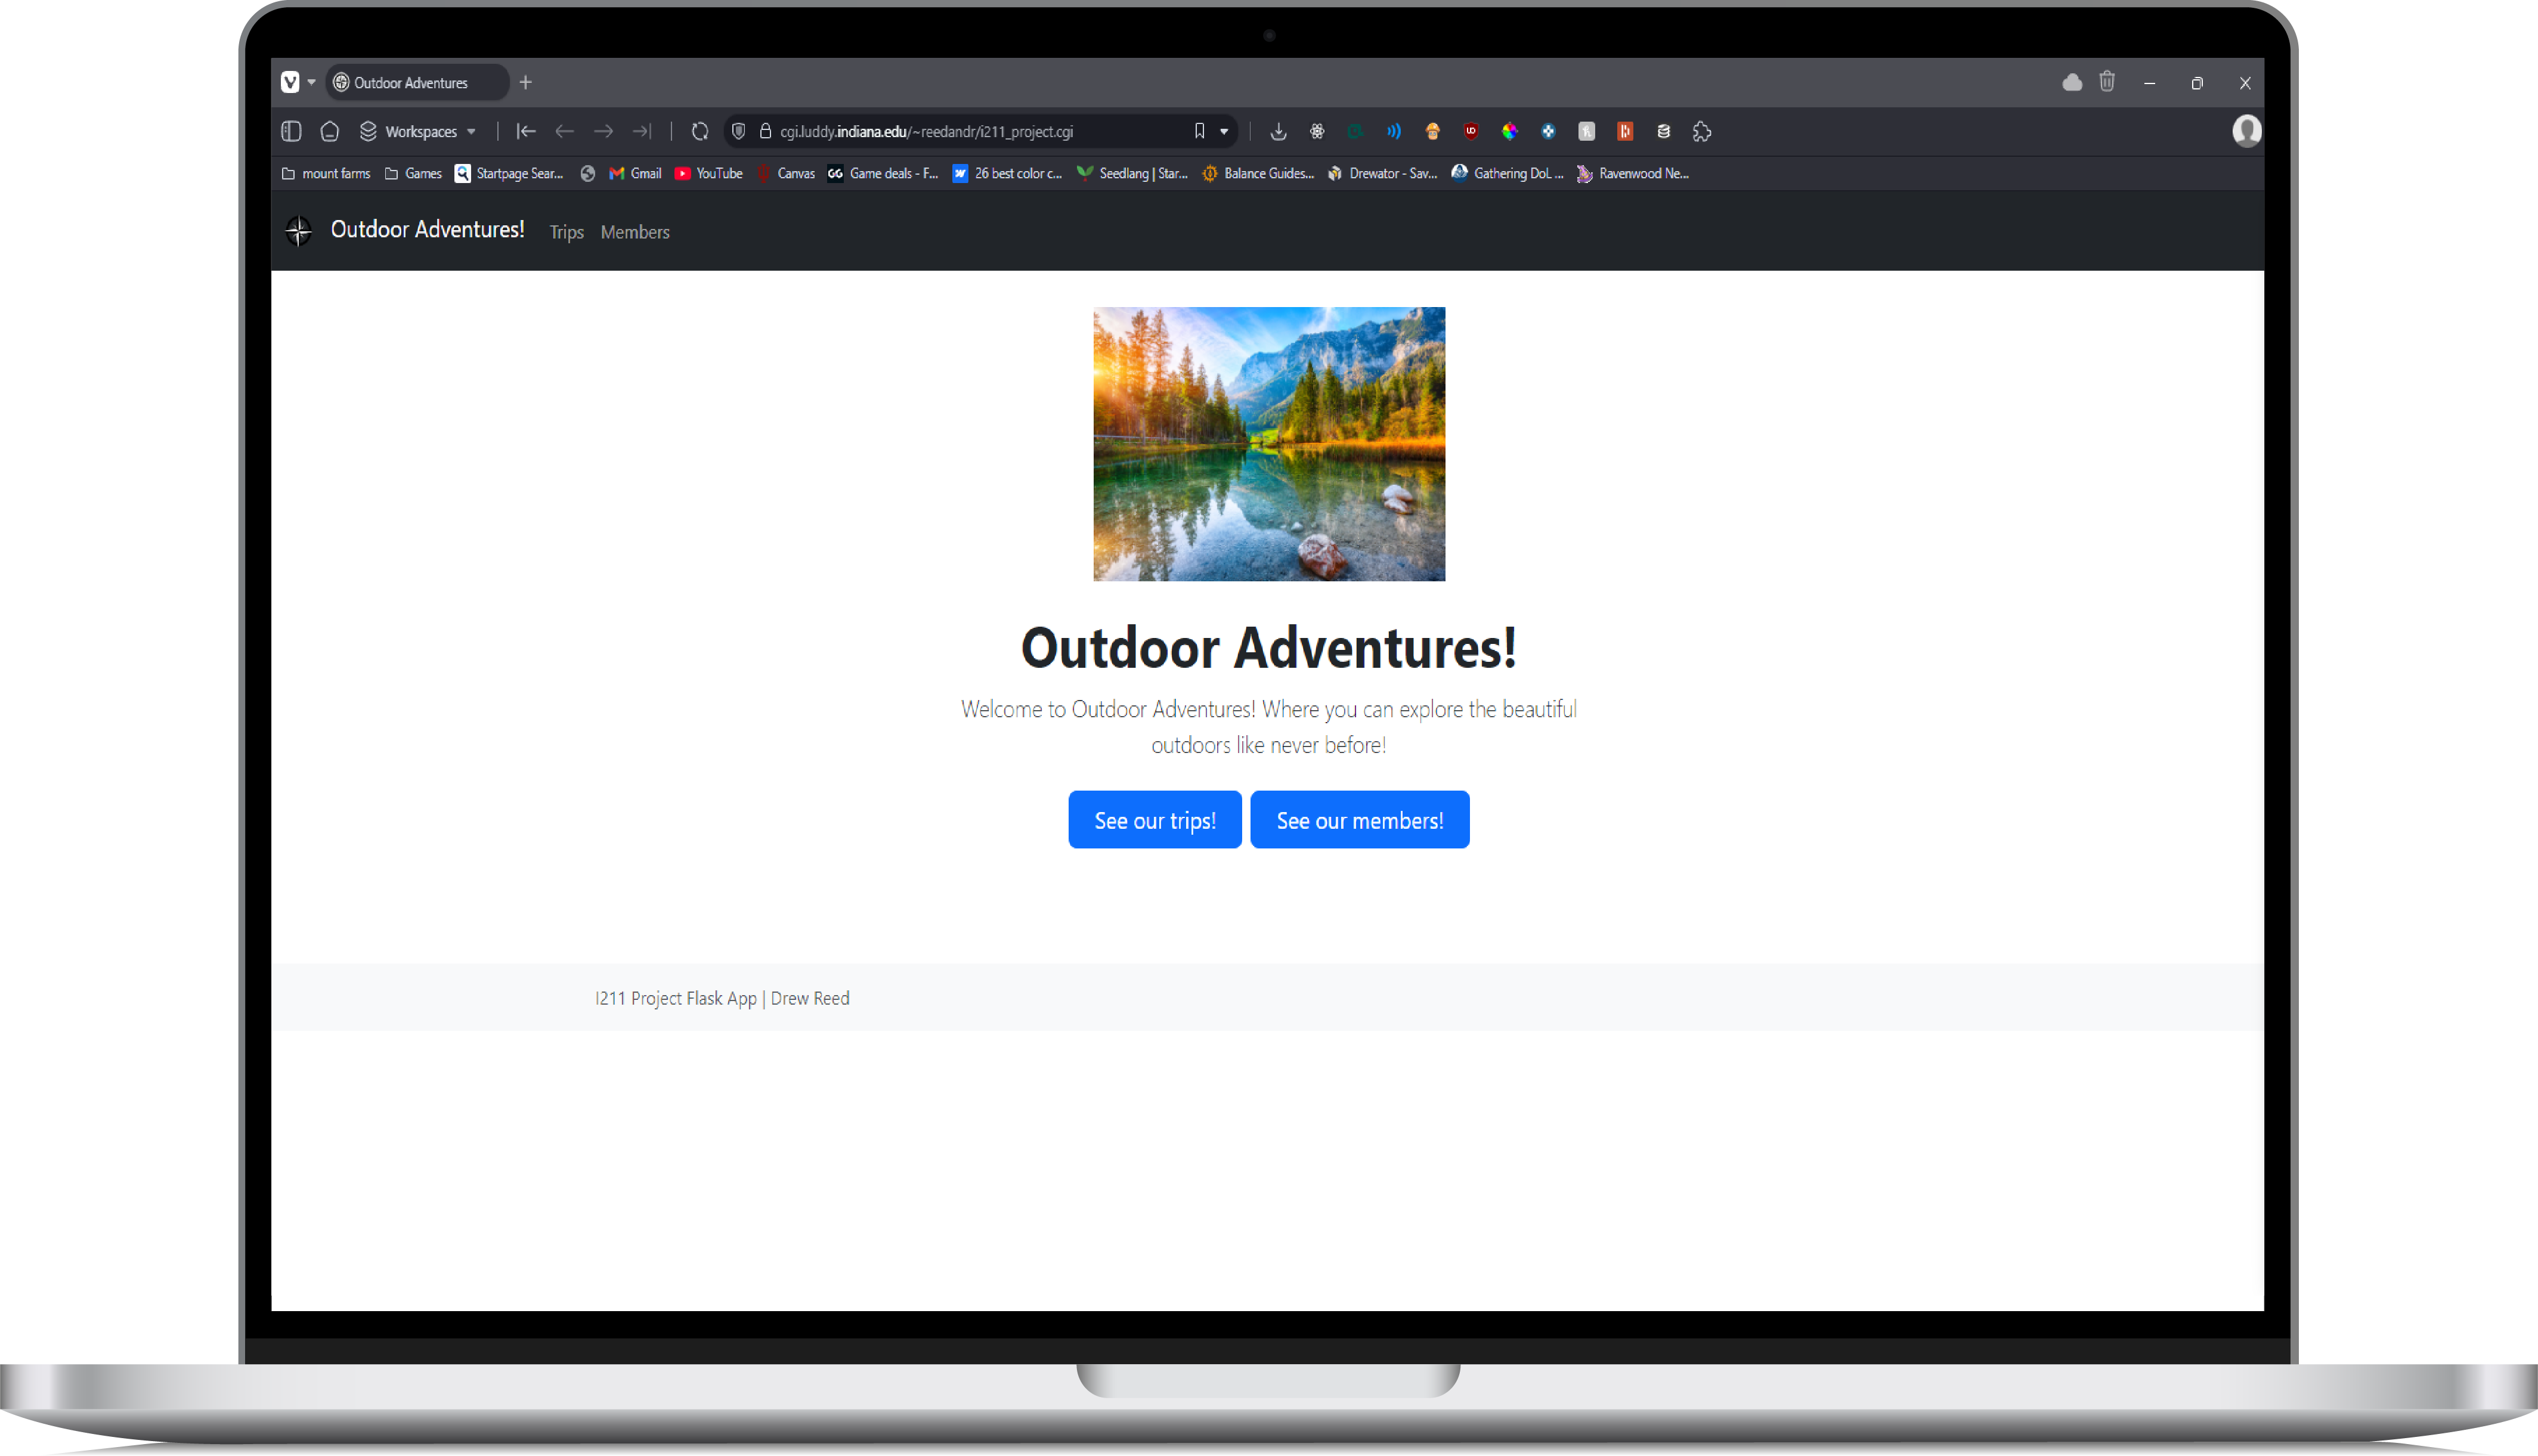 Outdoor Adventures
Workspaces
cgi.luddy.indiana.edu/~reedandr/i211_project.cgi
mount farms Games Startpage Sear... Gmail YouTube Canvas Game deals - F... 26 best color c... Seedlang | Star... Balance Guides... Drewator - Sav... Gathering DoL ... Ravenwood Ne...
Outdoor Adventures! Trips Members
Outdoor Adventures!
Welcome to Outdoor Adventures! Where you can explore the beautiful
outdoors like never before!
See our trips! See our members!
I211 Project Flask App | Drew Reed